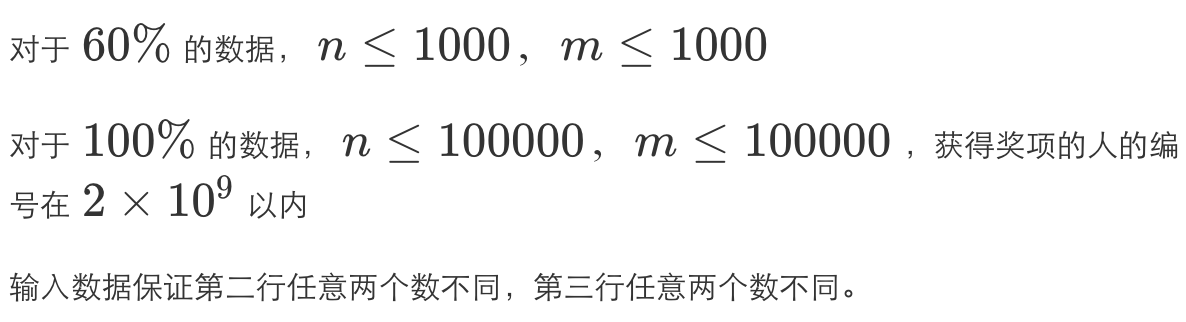 对于 60% 的数据，n ≤ 1000，m ≤ 1000
对于 100% 的数据，n ≤ 100000，m ≤ 100000，获得奖项的人的编
号在 2 × 10⁹ 以内
输入数据保证第二行任意两个数不同，第三行任意两个数不同。